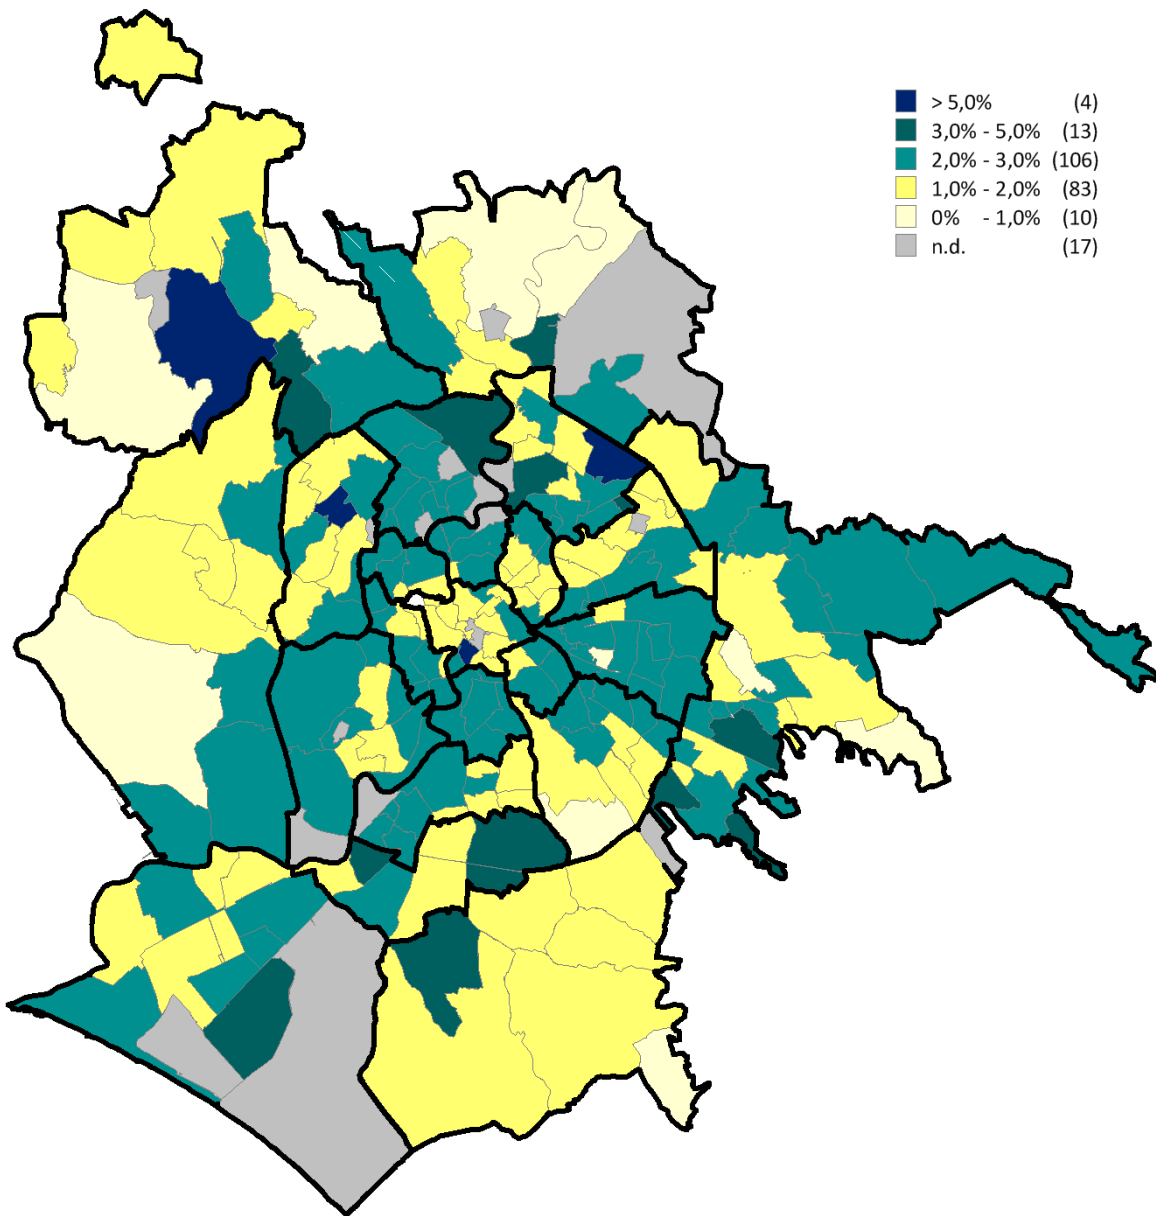 > 5,0% (4)
3,0% - 5,0% (13)
2,0% - 3,0% (106)
1,0% - 2,0% (83)
0% - 1,0% (10)
n.d. (17)